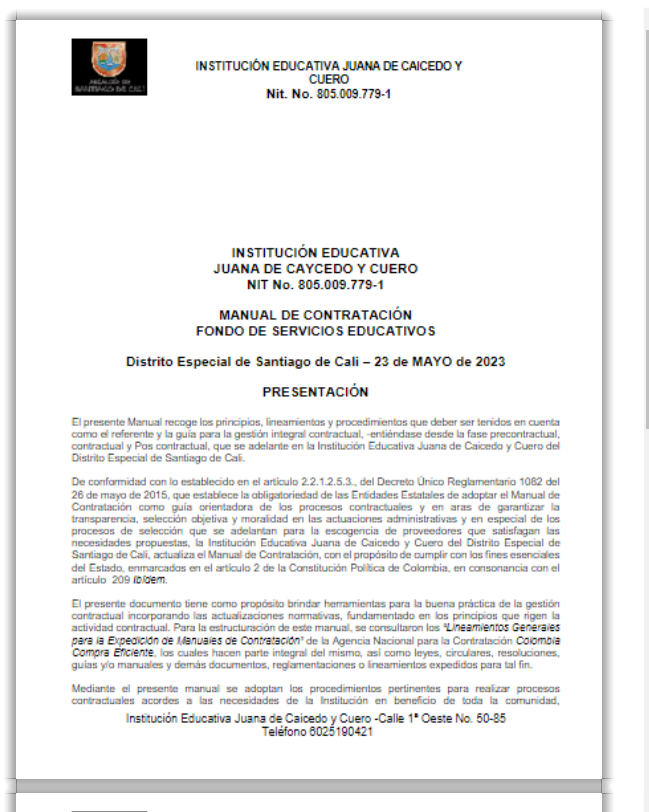 ALCALDÍA DE
SANTIAGO DE CALI
INSTITUCIÓN EDUCATIVA JUANA DE CAICEDO Y
CUERO
Nit. No. 805.009.779-1
INSTITUCIÓN EDUCATIVA
JUANA DE CAYCEDO Y CUERO
NIT No. 805.009.779-1
MANUAL DE CONTRATACIÓN
FONDO DE SERVICIOS EDUCATIVOS
Distrito Especial de Santiago de Cali – 23 de MAYO de 2023
PRESENTACIÓN
El presente Manual recoge los principios, lineamientos y procedimientos que deber ser tenidos en cuenta
como el referente y la guía para la gestión integral contractual, -entiéndase desde la fase precontractual,
contractual y Pos contractual, que se adelante en la Institución Educativa Juana de Caicedo y Cuero del
Distrito Especial de Santiago de Cali.
De conformidad con lo establecido en el artículo 2.2.1.2.5.3., del Decreto Único Reglamentario 1082 del
26 de mayo de 2015, que establece la obligatoriedad de las Entidades Estatales de adoptar el Manual de
Contratación como guía orientadora de los procesos contractuales y en aras de garantizar la
transparencia, selección objetiva y moralidad en las actuaciones administrativas y en especial de los
procesos de selección que se adelantan para la escogencia de proveedores que satisfagan las
necesidades propuestas, la Institución Educativa Juana de Caicedo y Cuero del Distrito Especial de
Santiago de Cali, actualiza el Manual de Contratación, con el propósito de cumplir con los fines esenciales
del Estado, enmarcados en el artículo 2 de la Constitución Política de Colombia, en consonancia con el
artículo 209 Ibídem.
El presente documento tiene como propósito brindar herramientas para la buena práctica de la gestión
contractual incorporando las actualizaciones normativas, fundamentado en los principios que rigen la
actividad contractual. Para la estructuración de este manual, se consultaron los "Lineamientos Generales
para la Expedición de Manuales de Contratación" de la Agencia Nacional para la Contratación Colombia
Compra Eficiente, los cuales hacen parte integral del mismo, así como leyes, circulares, resoluciones,
guías y/o manuales y demás documentos, reglamentaciones o lineamientos expedidos para tal fin.
Mediante el presente manual se adoptan los procedimientos pertinentes para realizar procesos
contractuales acordes a las necesidades de la Institución en beneficio de toda la comunidad,
Institución Educativa Juana de Caicedo y Cuero -Calle 1ª Oeste No. 50-85
Teléfono 6025190421